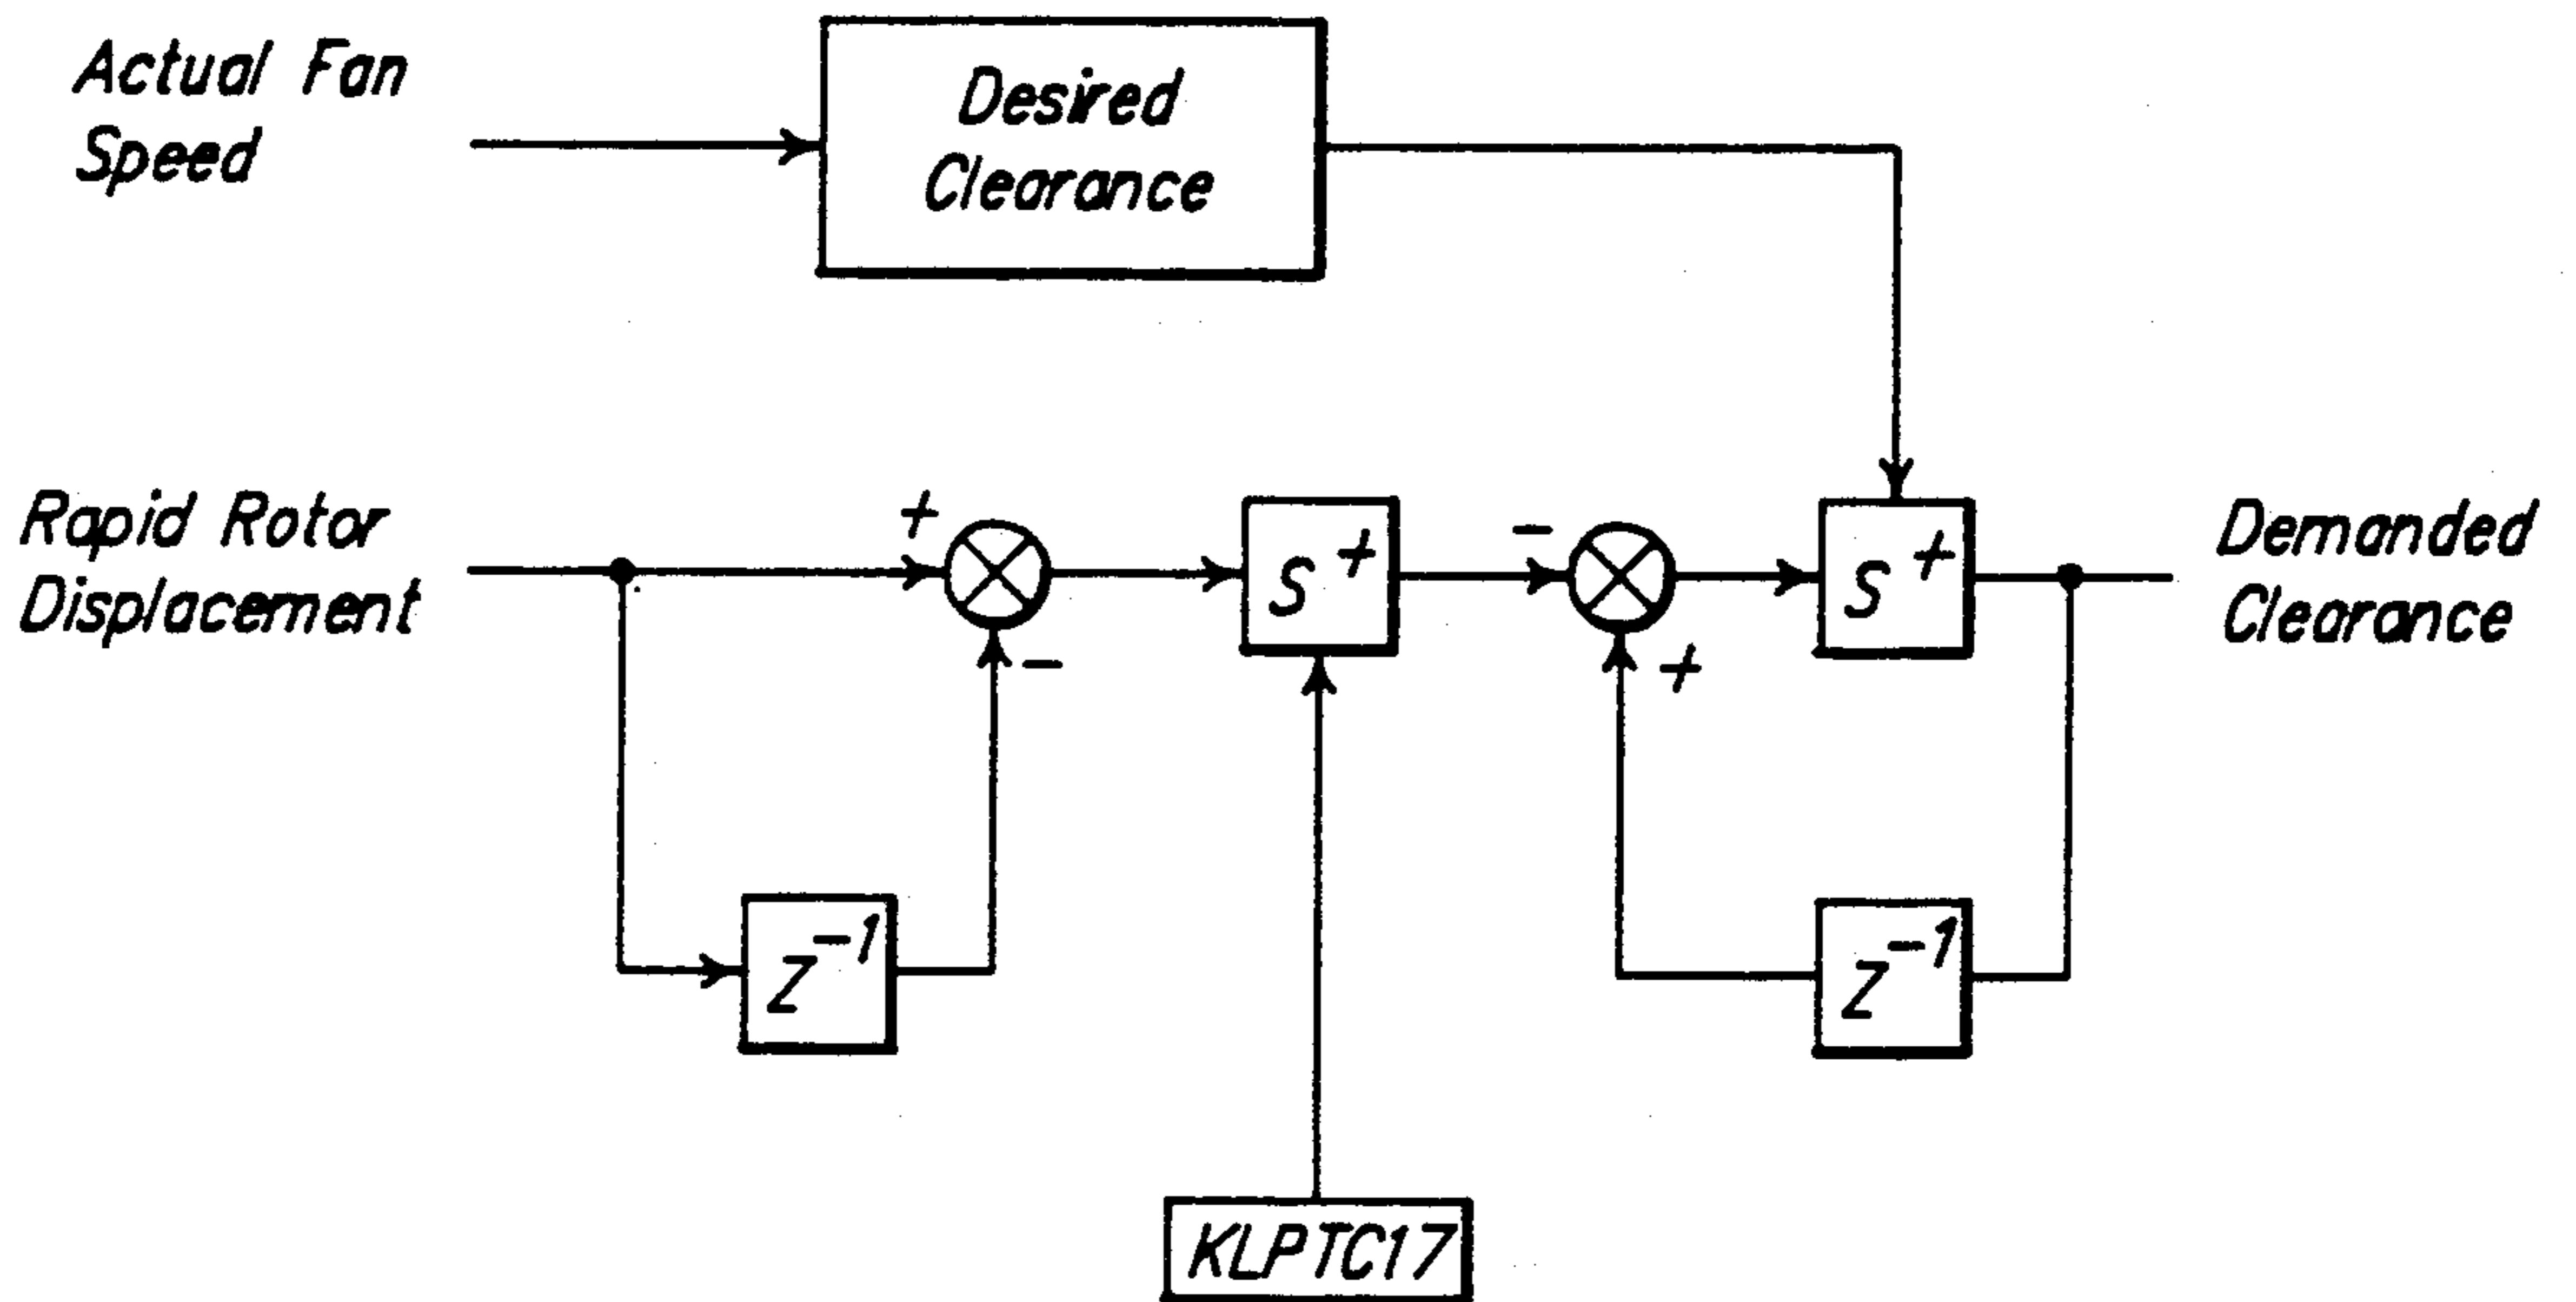 Actual Fan
Speed
Desired
Clearance
Rapid Rotor
Displacement
+
-
S+
-
+
S+
Demanded
Clearance
Z-1
Z-1
KLPTC17